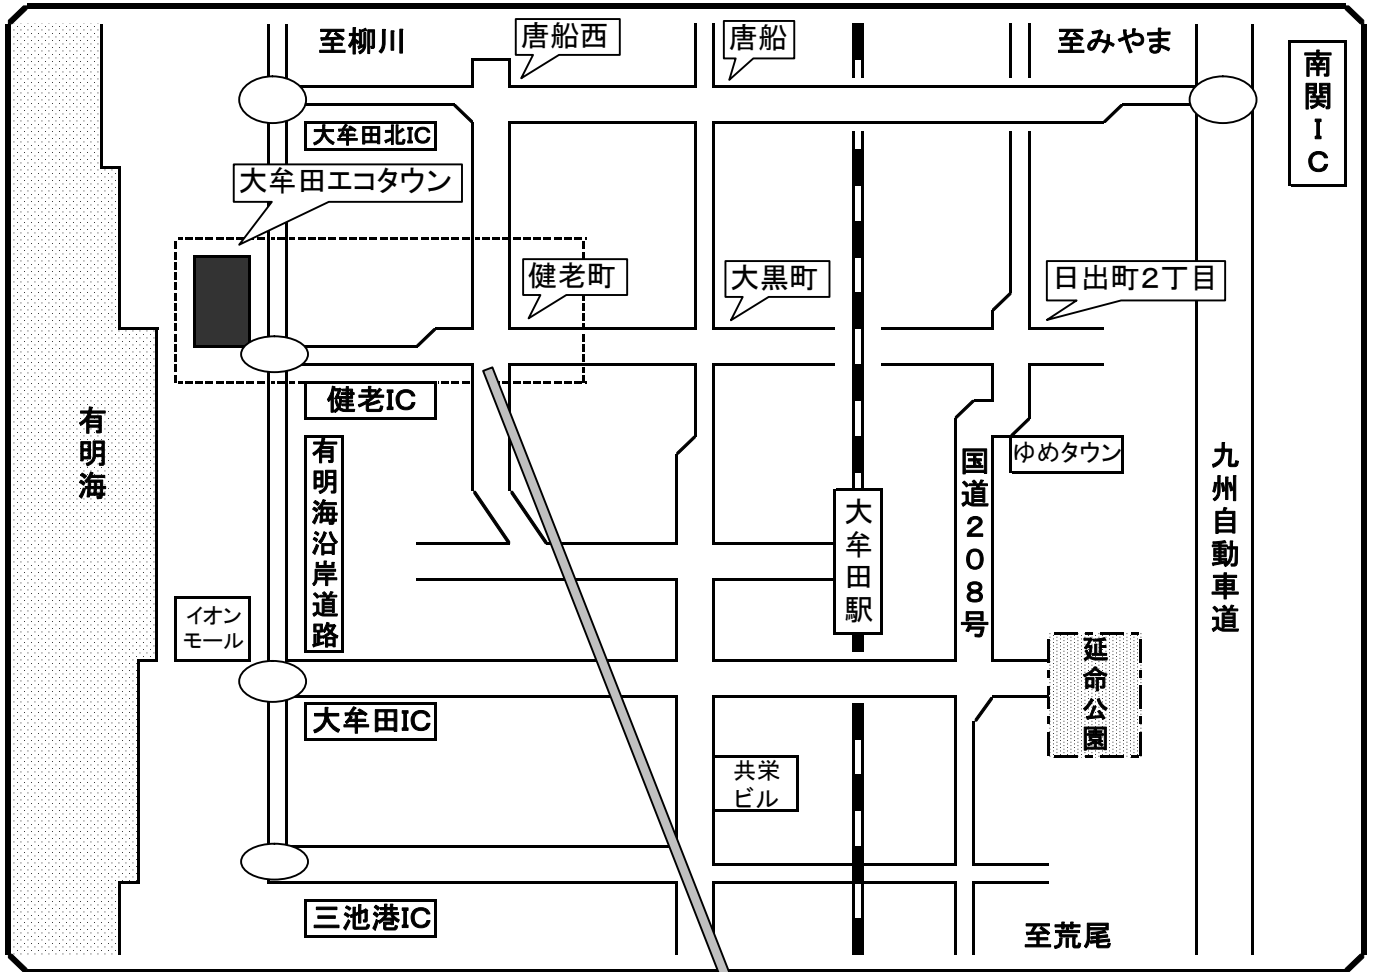 至柳川
唐船西
唐船
至みやま
南関IC
大牟田北IC
大牟田エコタウン
健老町
大黒町
日出町2丁目
健老IC
有明海
有明海沿岸道路
国道208号
ゆめタウン
九州自動車道
大牟田駅
イオン
モール
延命公園
大牟田IC
共栄
ビル
三池港IC
至荒尾